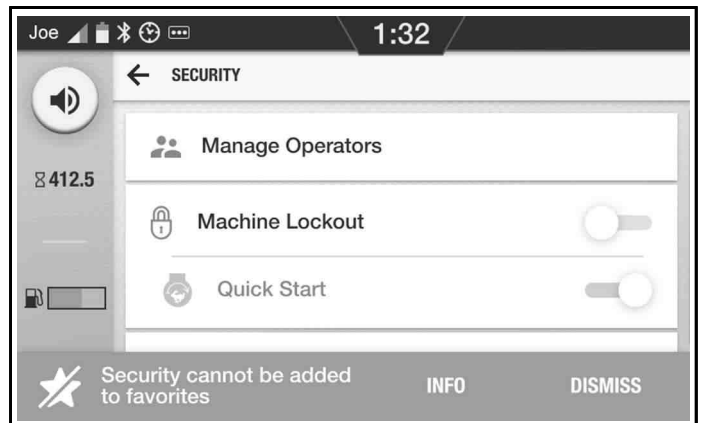 Joe
1:32
SECURITY
Manage Operators
412.5
Machine Lockout
Quick Start
Security cannot be added
to favorites
INFO
DISMISS